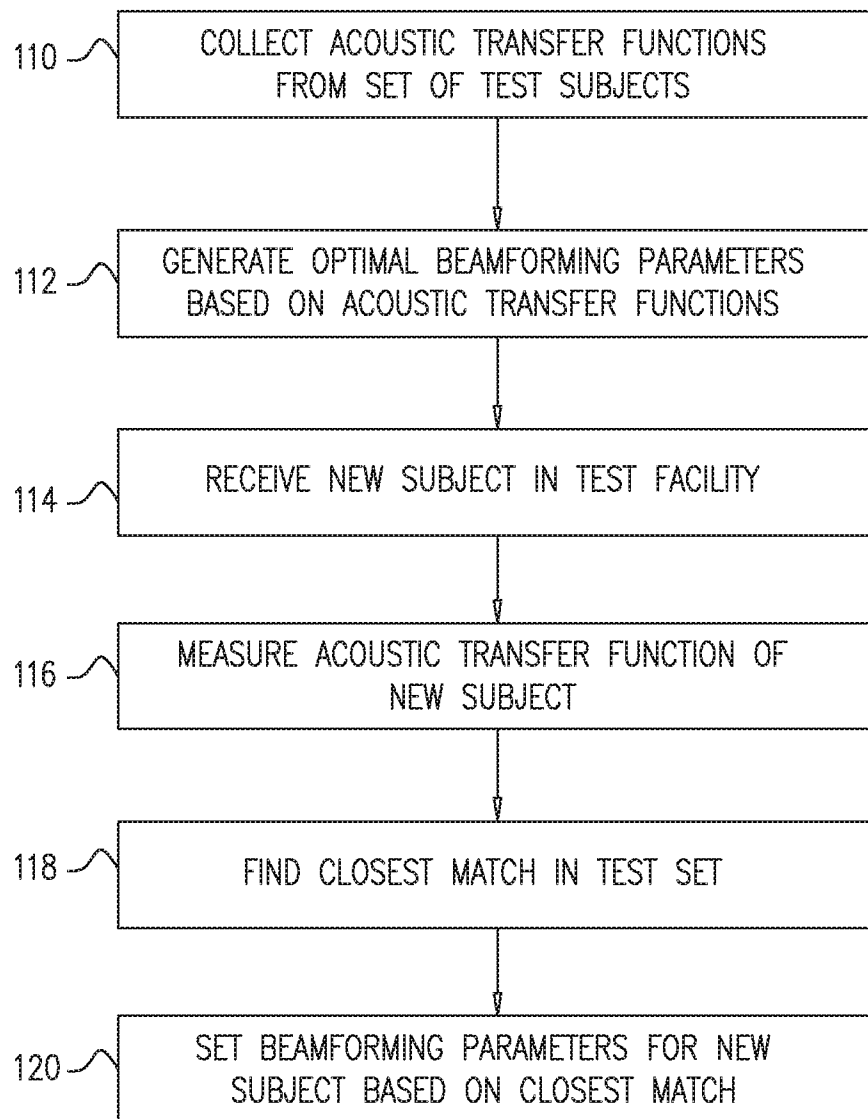 110
COLLECT ACOUSTIC TRANSFER FUNCTIONS
FROM SET OF TEST SUBJECTS
112
GENERATE OPTIMAL BEAMFORMING PARAMETERS
BASED ON ACOUSTIC TRANSFER FUNCTIONS
114
RECEIVE NEW SUBJECT IN TEST FACILITY
116
MEASURE ACOUSTIC TRANSFER FUNCTION OF
NEW SUBJECT
118
FIND CLOSEST MATCH IN TEST SET
120
SET BEAMFORMING PARAMETERS FOR NEW
SUBJECT BASED ON CLOSEST MATCH